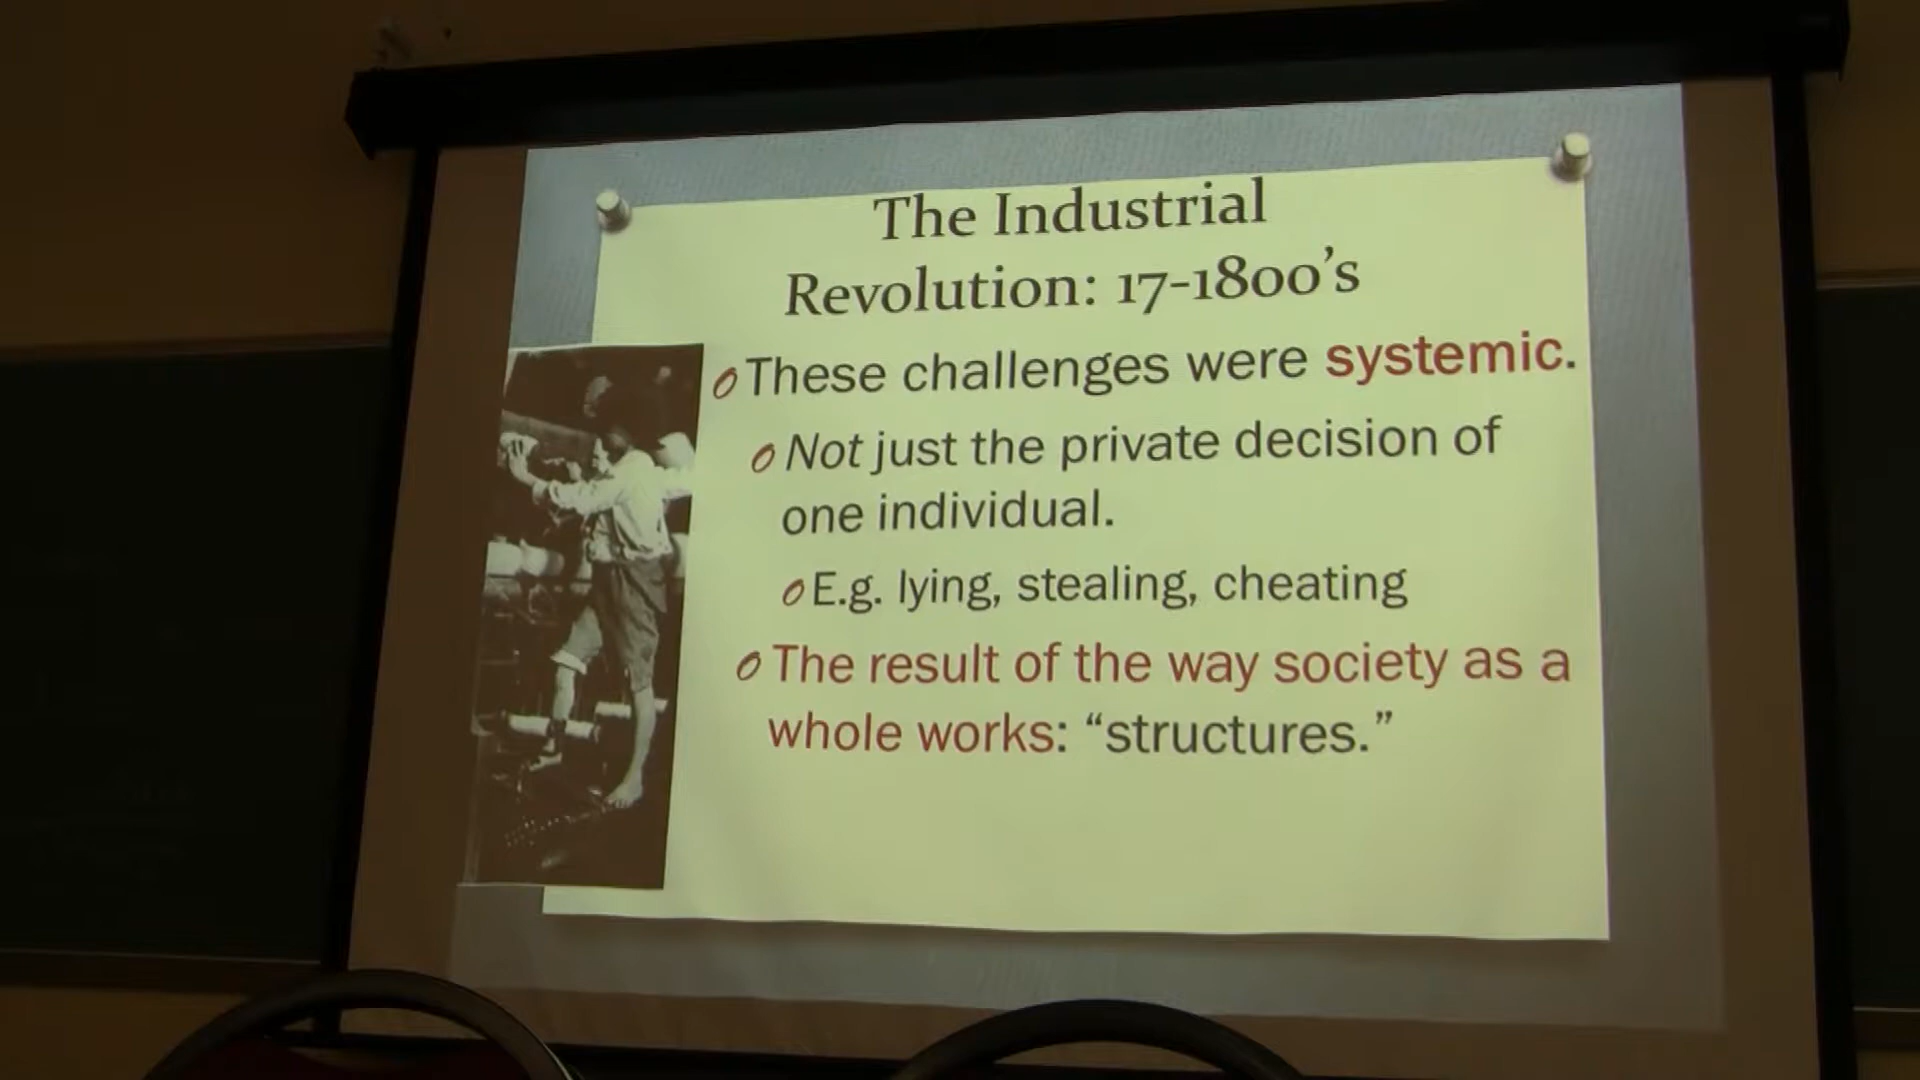 The Industrial
Revolution: 17-1800's
These challenges were systemic.
Not just the private decision of
one individual.
E.g. lying, stealing, cheating
The result of the way society as a
whole works: “structures.”